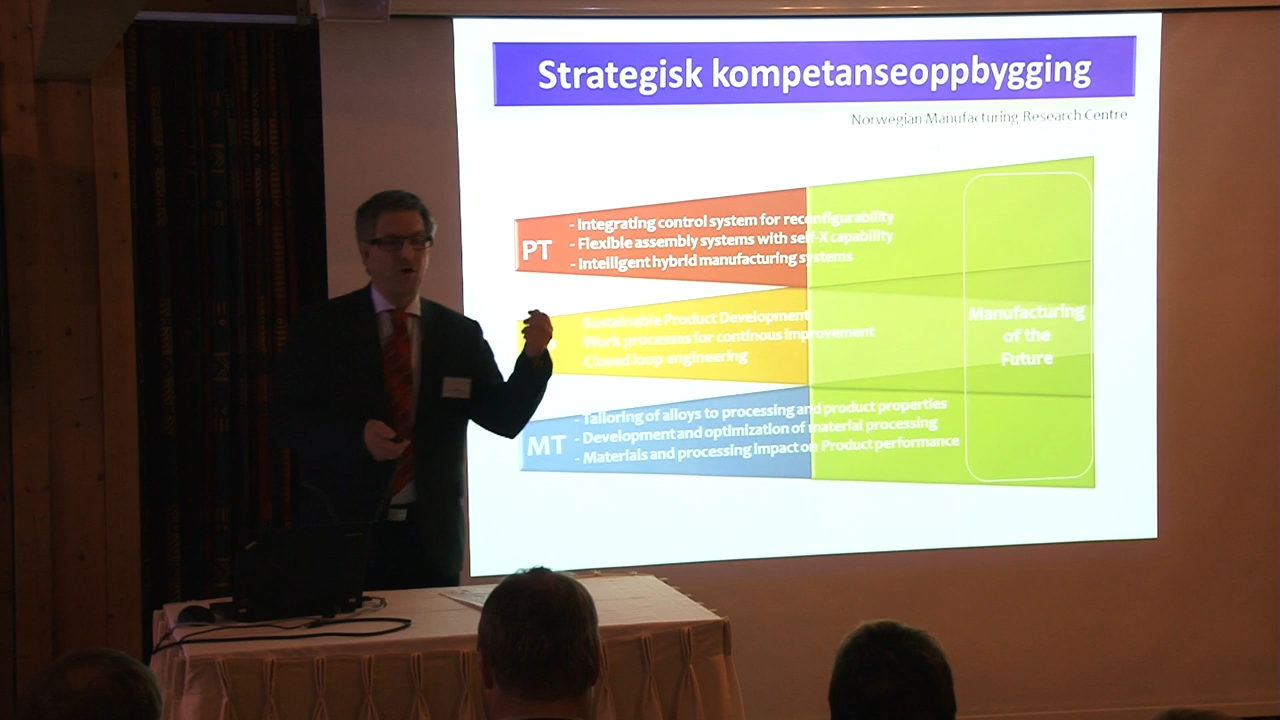 Strategisk kompetanseoppbygging
Norwegian Manufacturing Research Centre
PT
- Integrating control system for reconfigurability
- Flexible assembly systems with self-X capability
- Intelligent hybrid manufacturing systems
Sustainable Product Development
Work processes for continous improvement
Closed loop engineering
MT
- Tailoring of alloys to processing and product properties
- Development and optimization of material processing
- Materials and processing impact on Product performance
Manufacturing
of the
Future